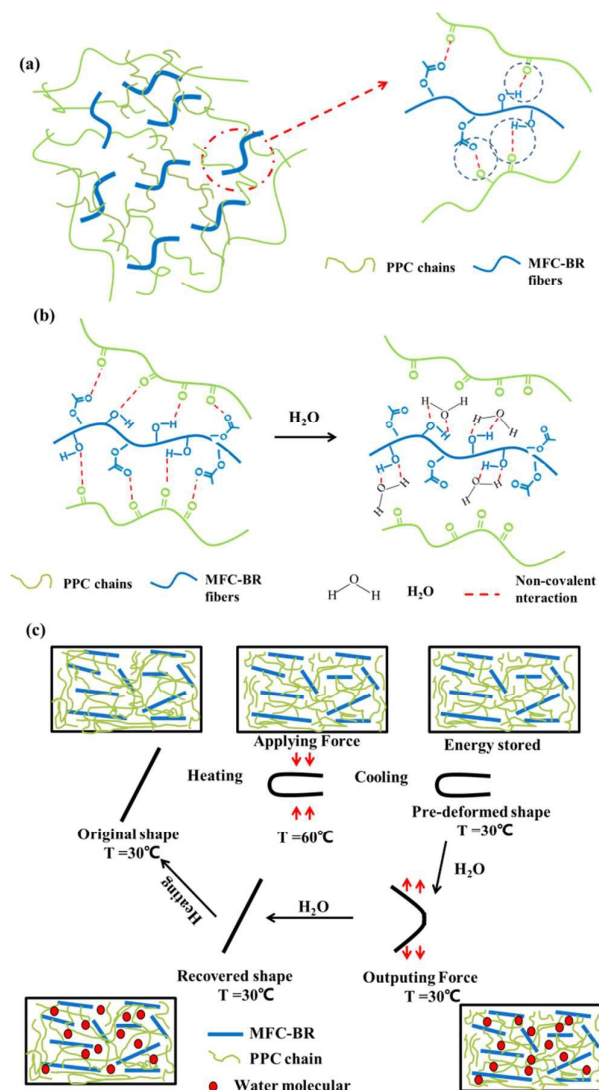 (a)
O
O
O
H
O
O
H
O
O
O
O
O
PPC chains
MFC-BR
fibers
(b)
H₂O
PPC chains
MFC-BR
fibers
H
O
H
H₂O
Non-covalent
nteraction
(c)
Applying Force
Energy stored
Heating
Cooling
Original shape
T =30℃
T =60℃
Pre-deformed shape
T =30℃
H₂O
Heating
H₂O
Recovered shape
T =30℃
Outputing Force
T =30℃
MFC-BR
PPC chain
Water molecular